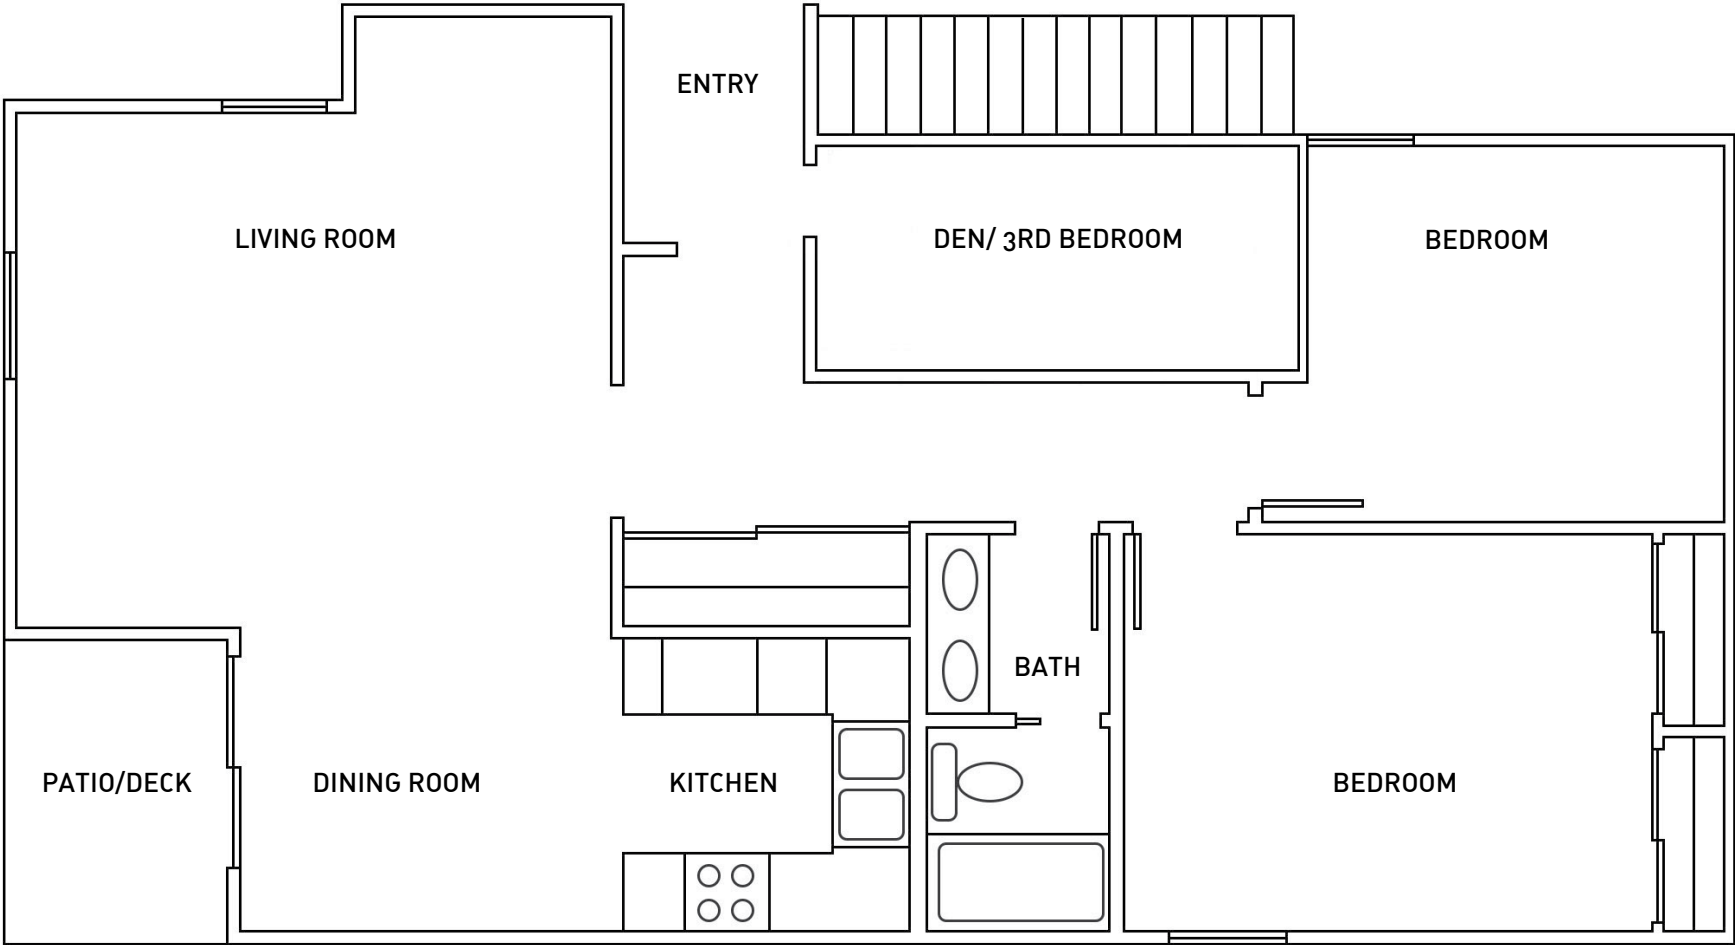 ENTRY
LIVING ROOM
DEN/ 3RD BEDROOM
BEDROOM
BATH
PATIO/DECK
DINING ROOM
KITCHEN
BEDROOM